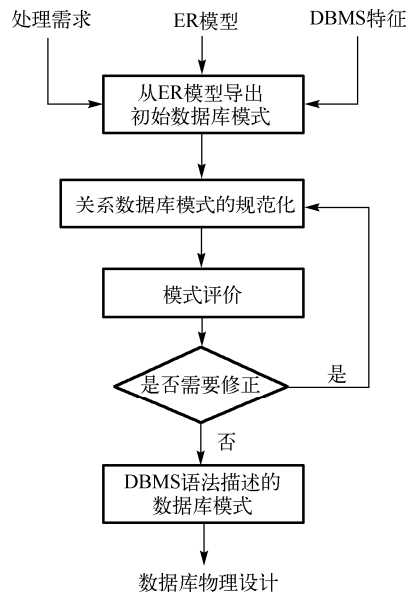 处理需求
ER模型
DBMS特征
从ER模型导出
初始数据库模式
关系数据库模式的规范化
模式评价
是否需要修正
是
否
DBMS语法描述的
数据库模式
数据库物理设计